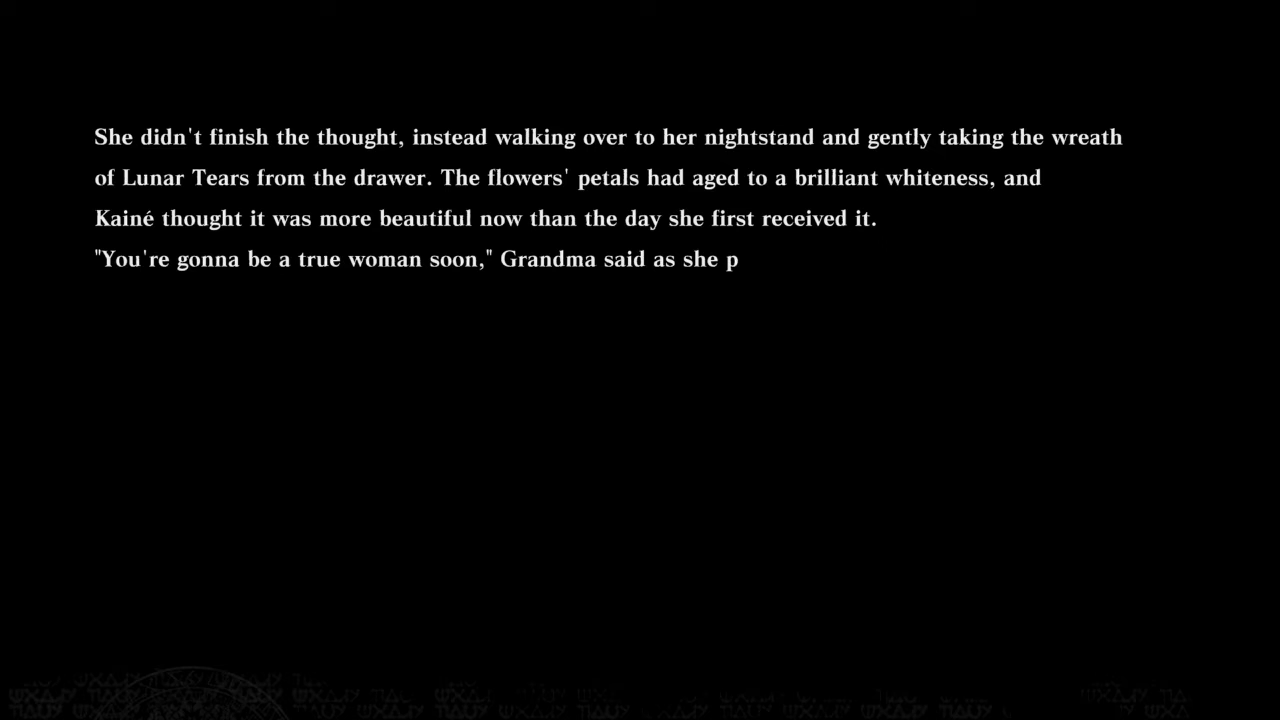 She didn't finish the thought, instead walking over to her nightstand and gently taking the wreath
of Lunar Tears from the drawer. The flowers' petals had aged to a brilliant whiteness, and
Kainé thought it was more beautiful now than the day she first received it.
"You're gonna be a true woman soon," Grandma said as she p